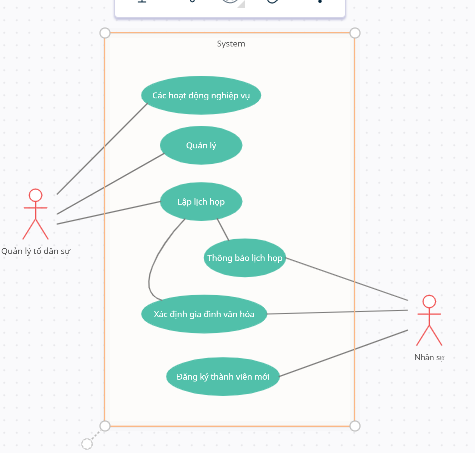 System
Các hoạt động nghiệp vụ
Quản lý
Lập lịch họp
Thông báo lịch họp
Xác định gia đình văn hóa
Đăng ký thành viên mới
Quản lý tổ dân sự
Nhân sự